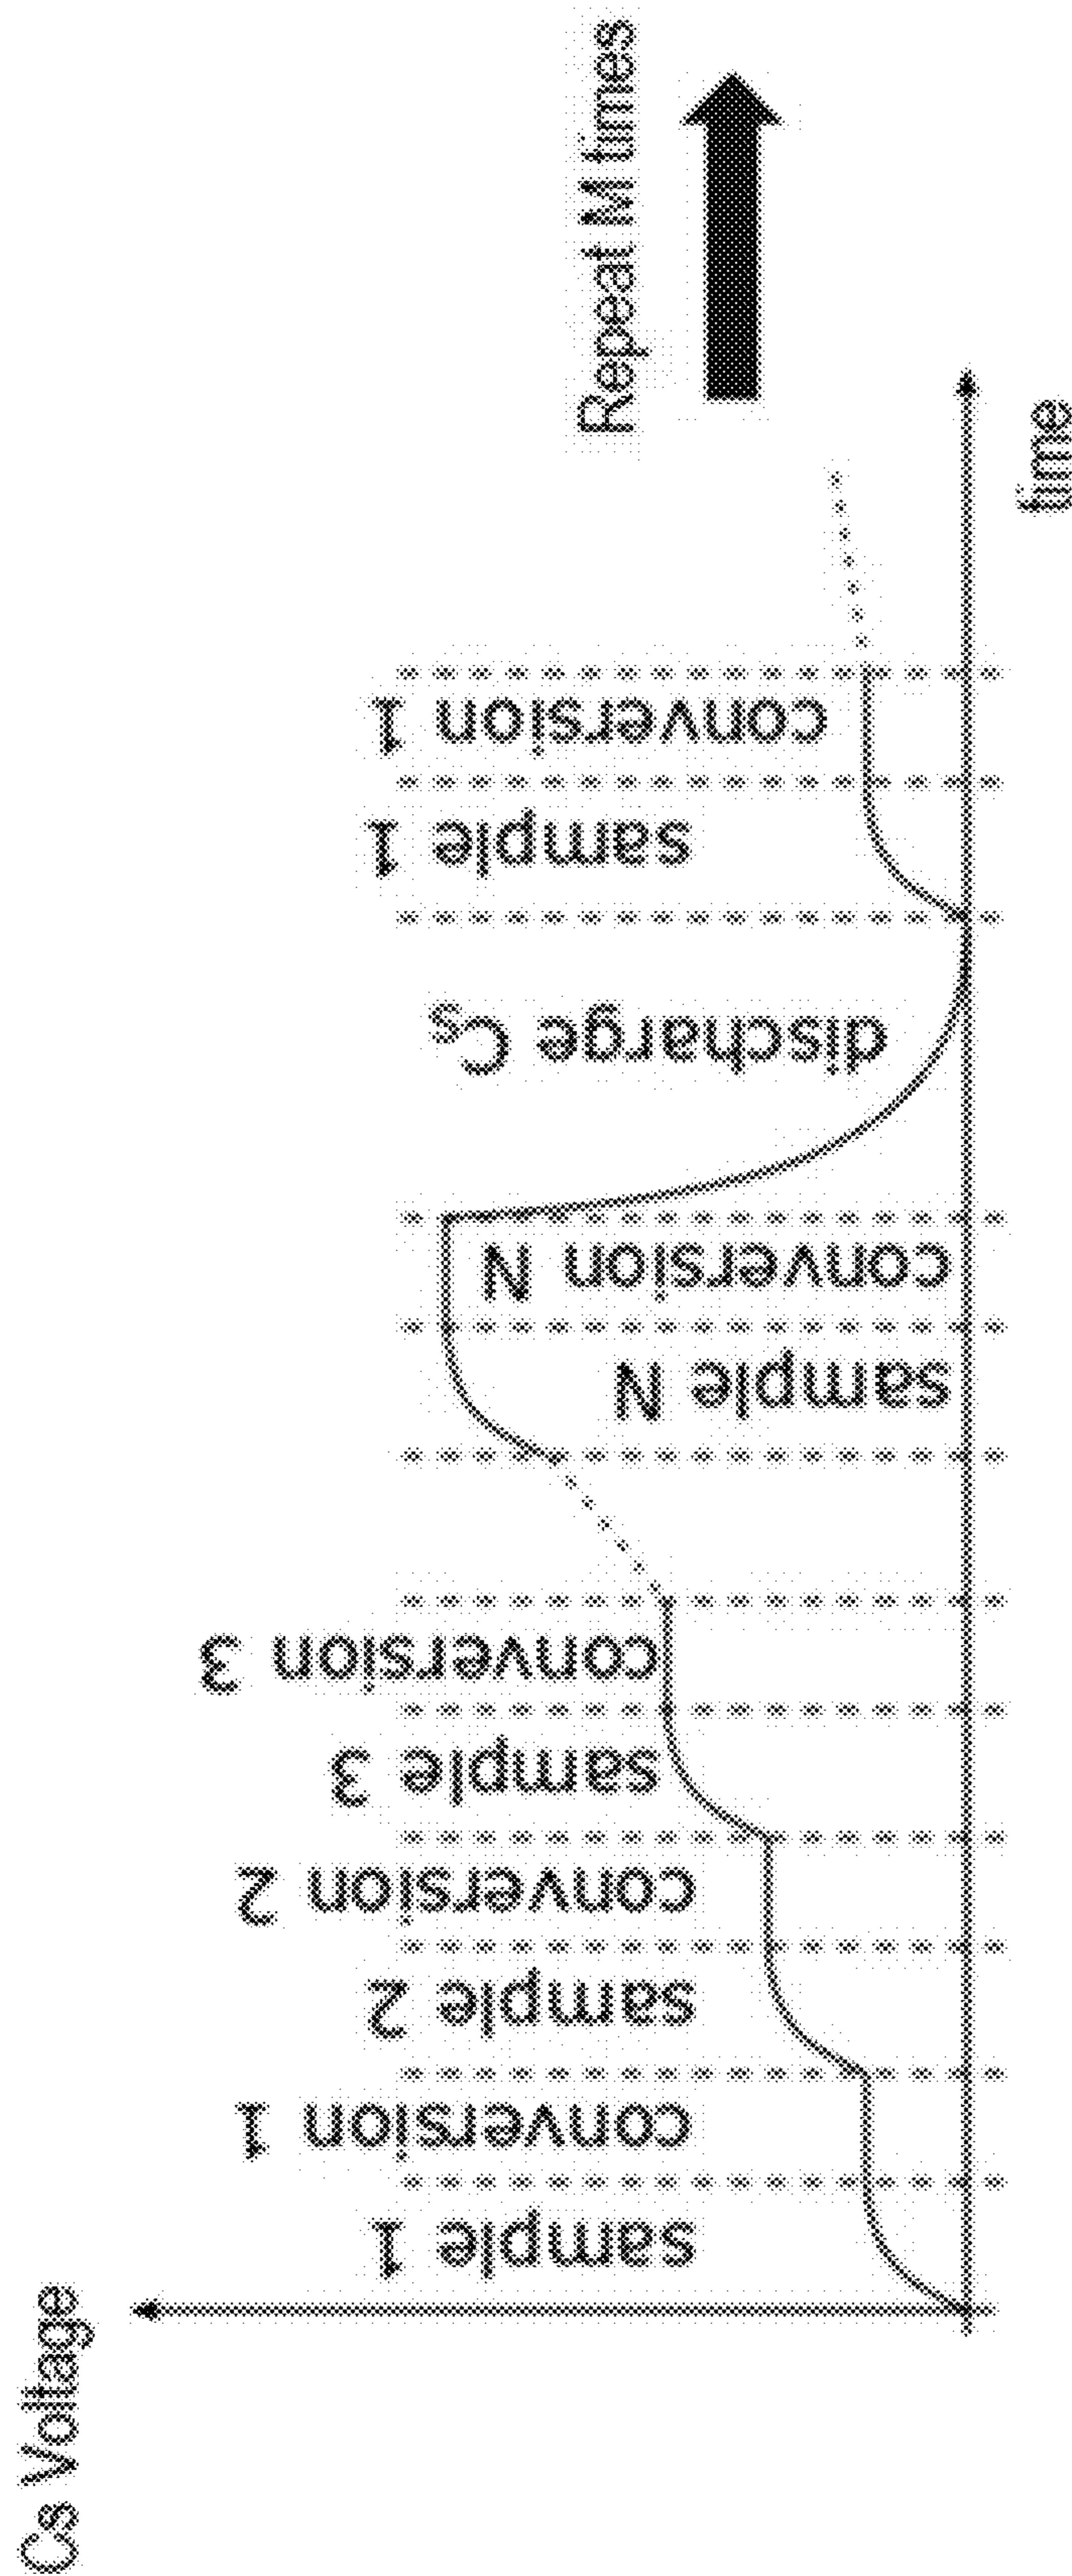 Cs Voltage
sample 1
conversion 1
sample 2
conversion 2
sample 3
conversion 3
sample N
conversion N
discharge Cs
sample 1
conversion 1
Repeat M times
time